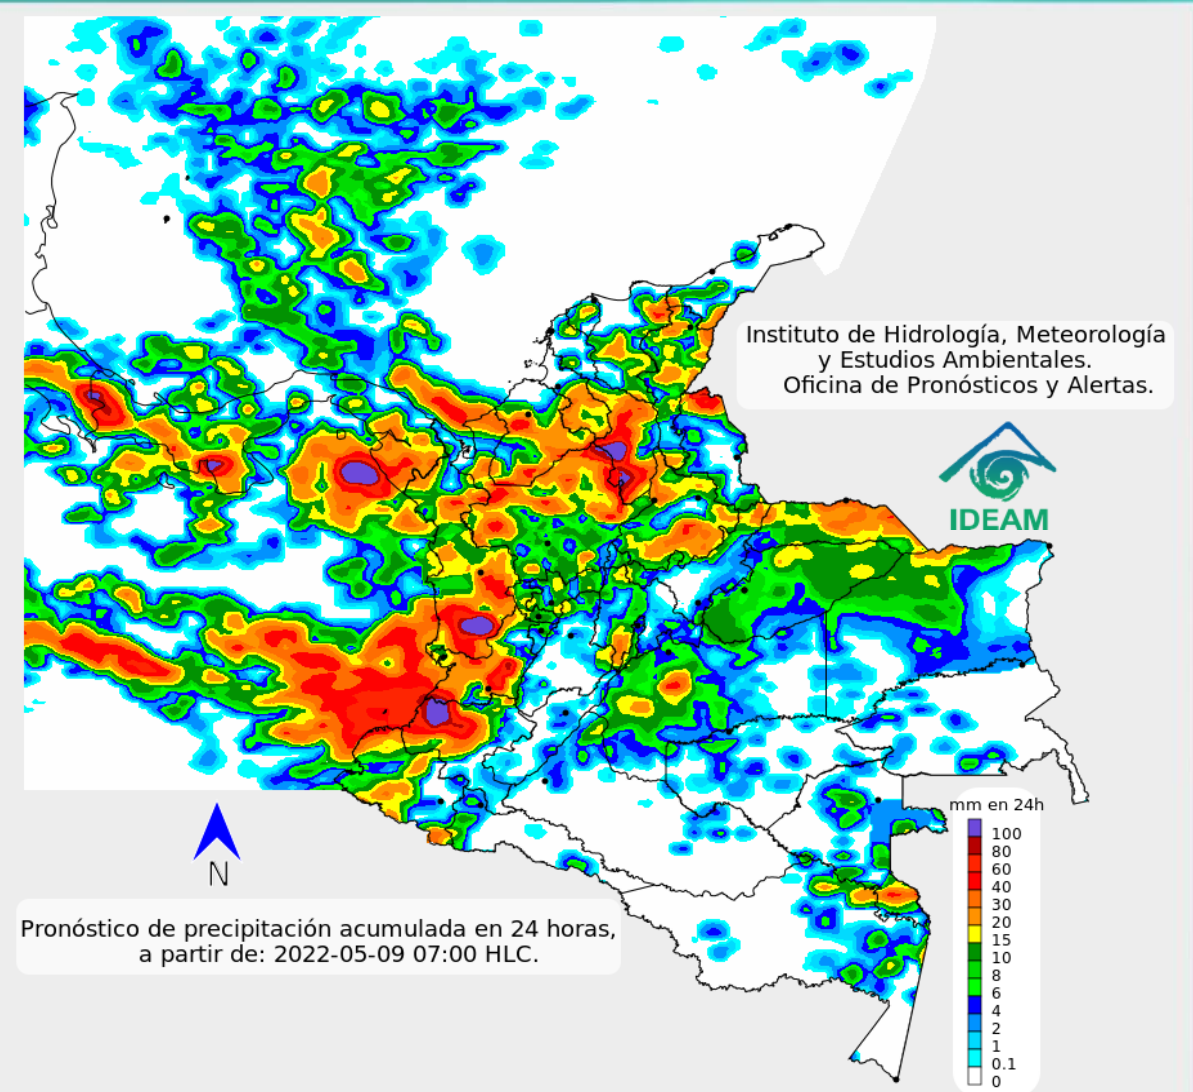 Instituto de Hidrología, Meteorología
y Estudios Ambientales.
Oficina de Pronósticos y Alertas.
IDEAM
mm en 24h
100
80
60
40
30
20
15
10
8
6
4
2
1
0.1
0
N
Pronóstico de precipitación acumulada en 24 horas,
a partir de: 2022-05-09 07:00 HLC.